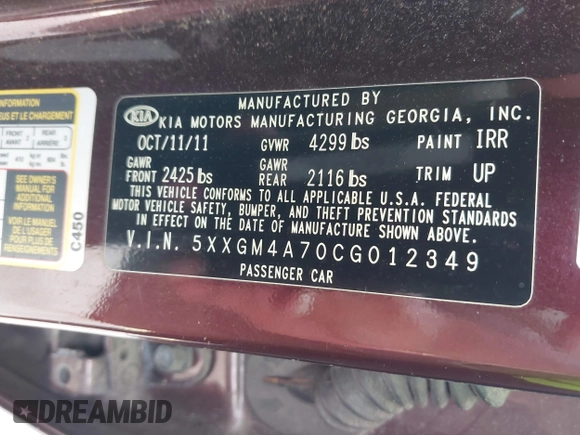 INFORMATION
EUS ET LE CHARGEMENT
FRONT
AVANT
REAR
ARRIÈRE
SEE OWNER'S
MANUAL FOR
ADDITIONAL
INFORMATION
VOIR LE MANUEL
DE L'USAGER
POUR PLUS DE
RENSEIGNEMENTS
C450
MANUFACTURED BY
KIA KIA MOTORS MANUFACTURING GEORGIA, INC.
OCT/11/11 GVWR 4299 lbs PAINT IRR
GAWR FRONT 2425 lbs GAWR REAR 2116 lbs TRIM UP
THIS VEHICLE CONFORMS TO ALL APPLICABLE U.S.A. FEDERAL
MOTOR VEHICLE SAFETY, BUMPER, AND THEFT PREVENTION STANDARDS
IN EFFECT ON THE DATE OF MANUFACTURE SHOWN ABOVE.
V.I.N. 5XXGM4A70CG012349
PASSENGER CAR
DREAMBID